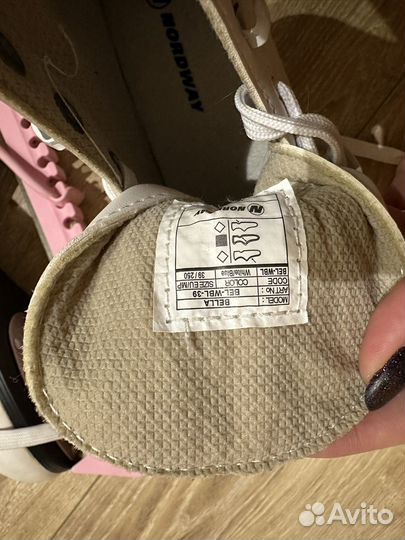 NORDWAY
NORDWAY
MODEL: BELLA
ART NO: BEL-WBL-39
CODE COLOR SIZE EU/MP
BEL-WBL White/Blue 39 / 250
Avito